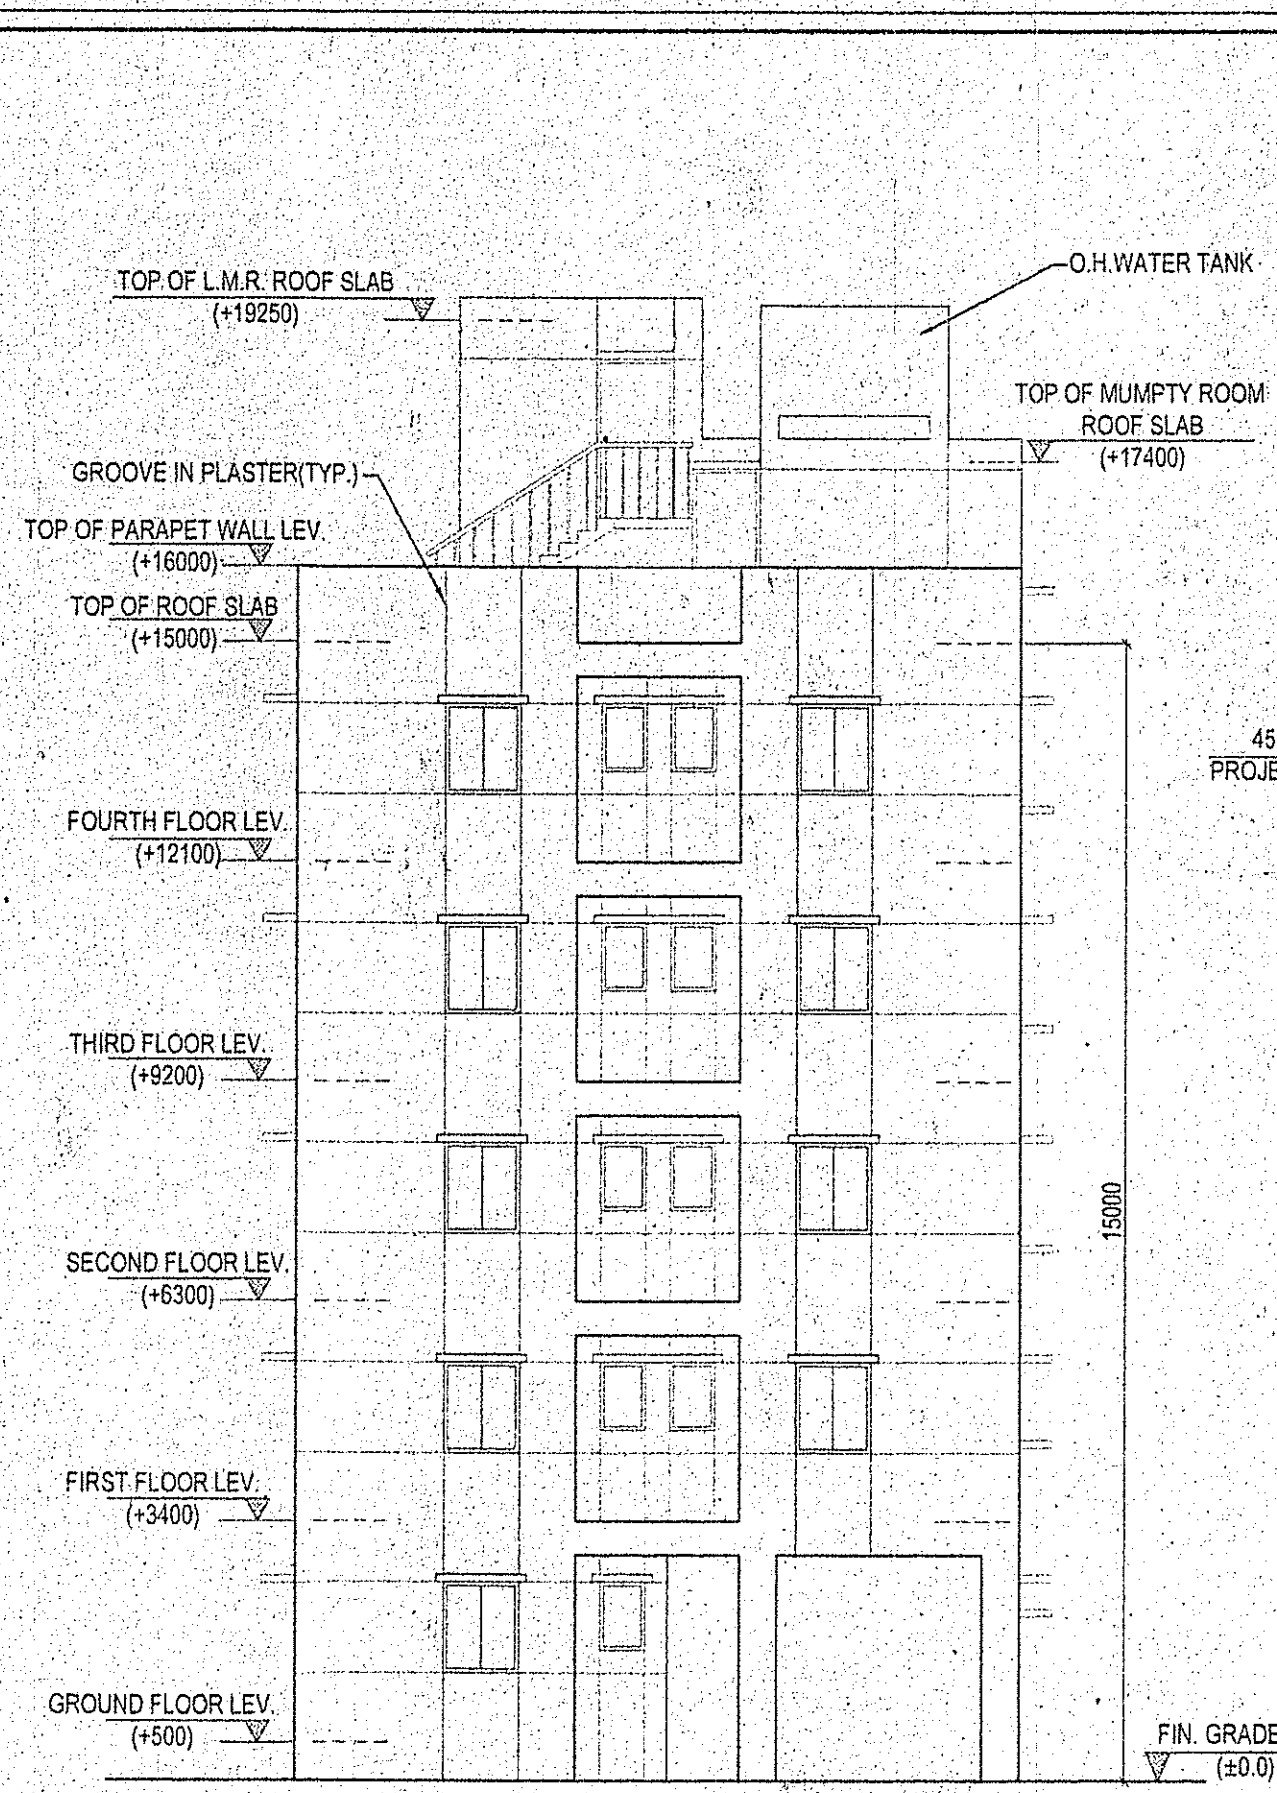 TOP OF L.M.R. ROOF SLAB
(+19250)
O.H.WATER TANK
TOP OF MUMPTY ROOM
ROOF SLAB
(+17400)
GROOVE IN PLASTER(TYP.)
TOP OF PARAPET WALL LEV.
(+16000)
TOP OF ROOF SLAB
(+15000)
45
PROJE
FOURTH FLOOR LEV.
(+12100)
THIRD FLOOR LEV.
(+9200)
15000
SECOND FLOOR LEV.
(+6300)
FIRST FLOOR LEV.
(+3400)
GROUND FLOOR LEV.
(+500)
FIN. GRADE
(±0.0)